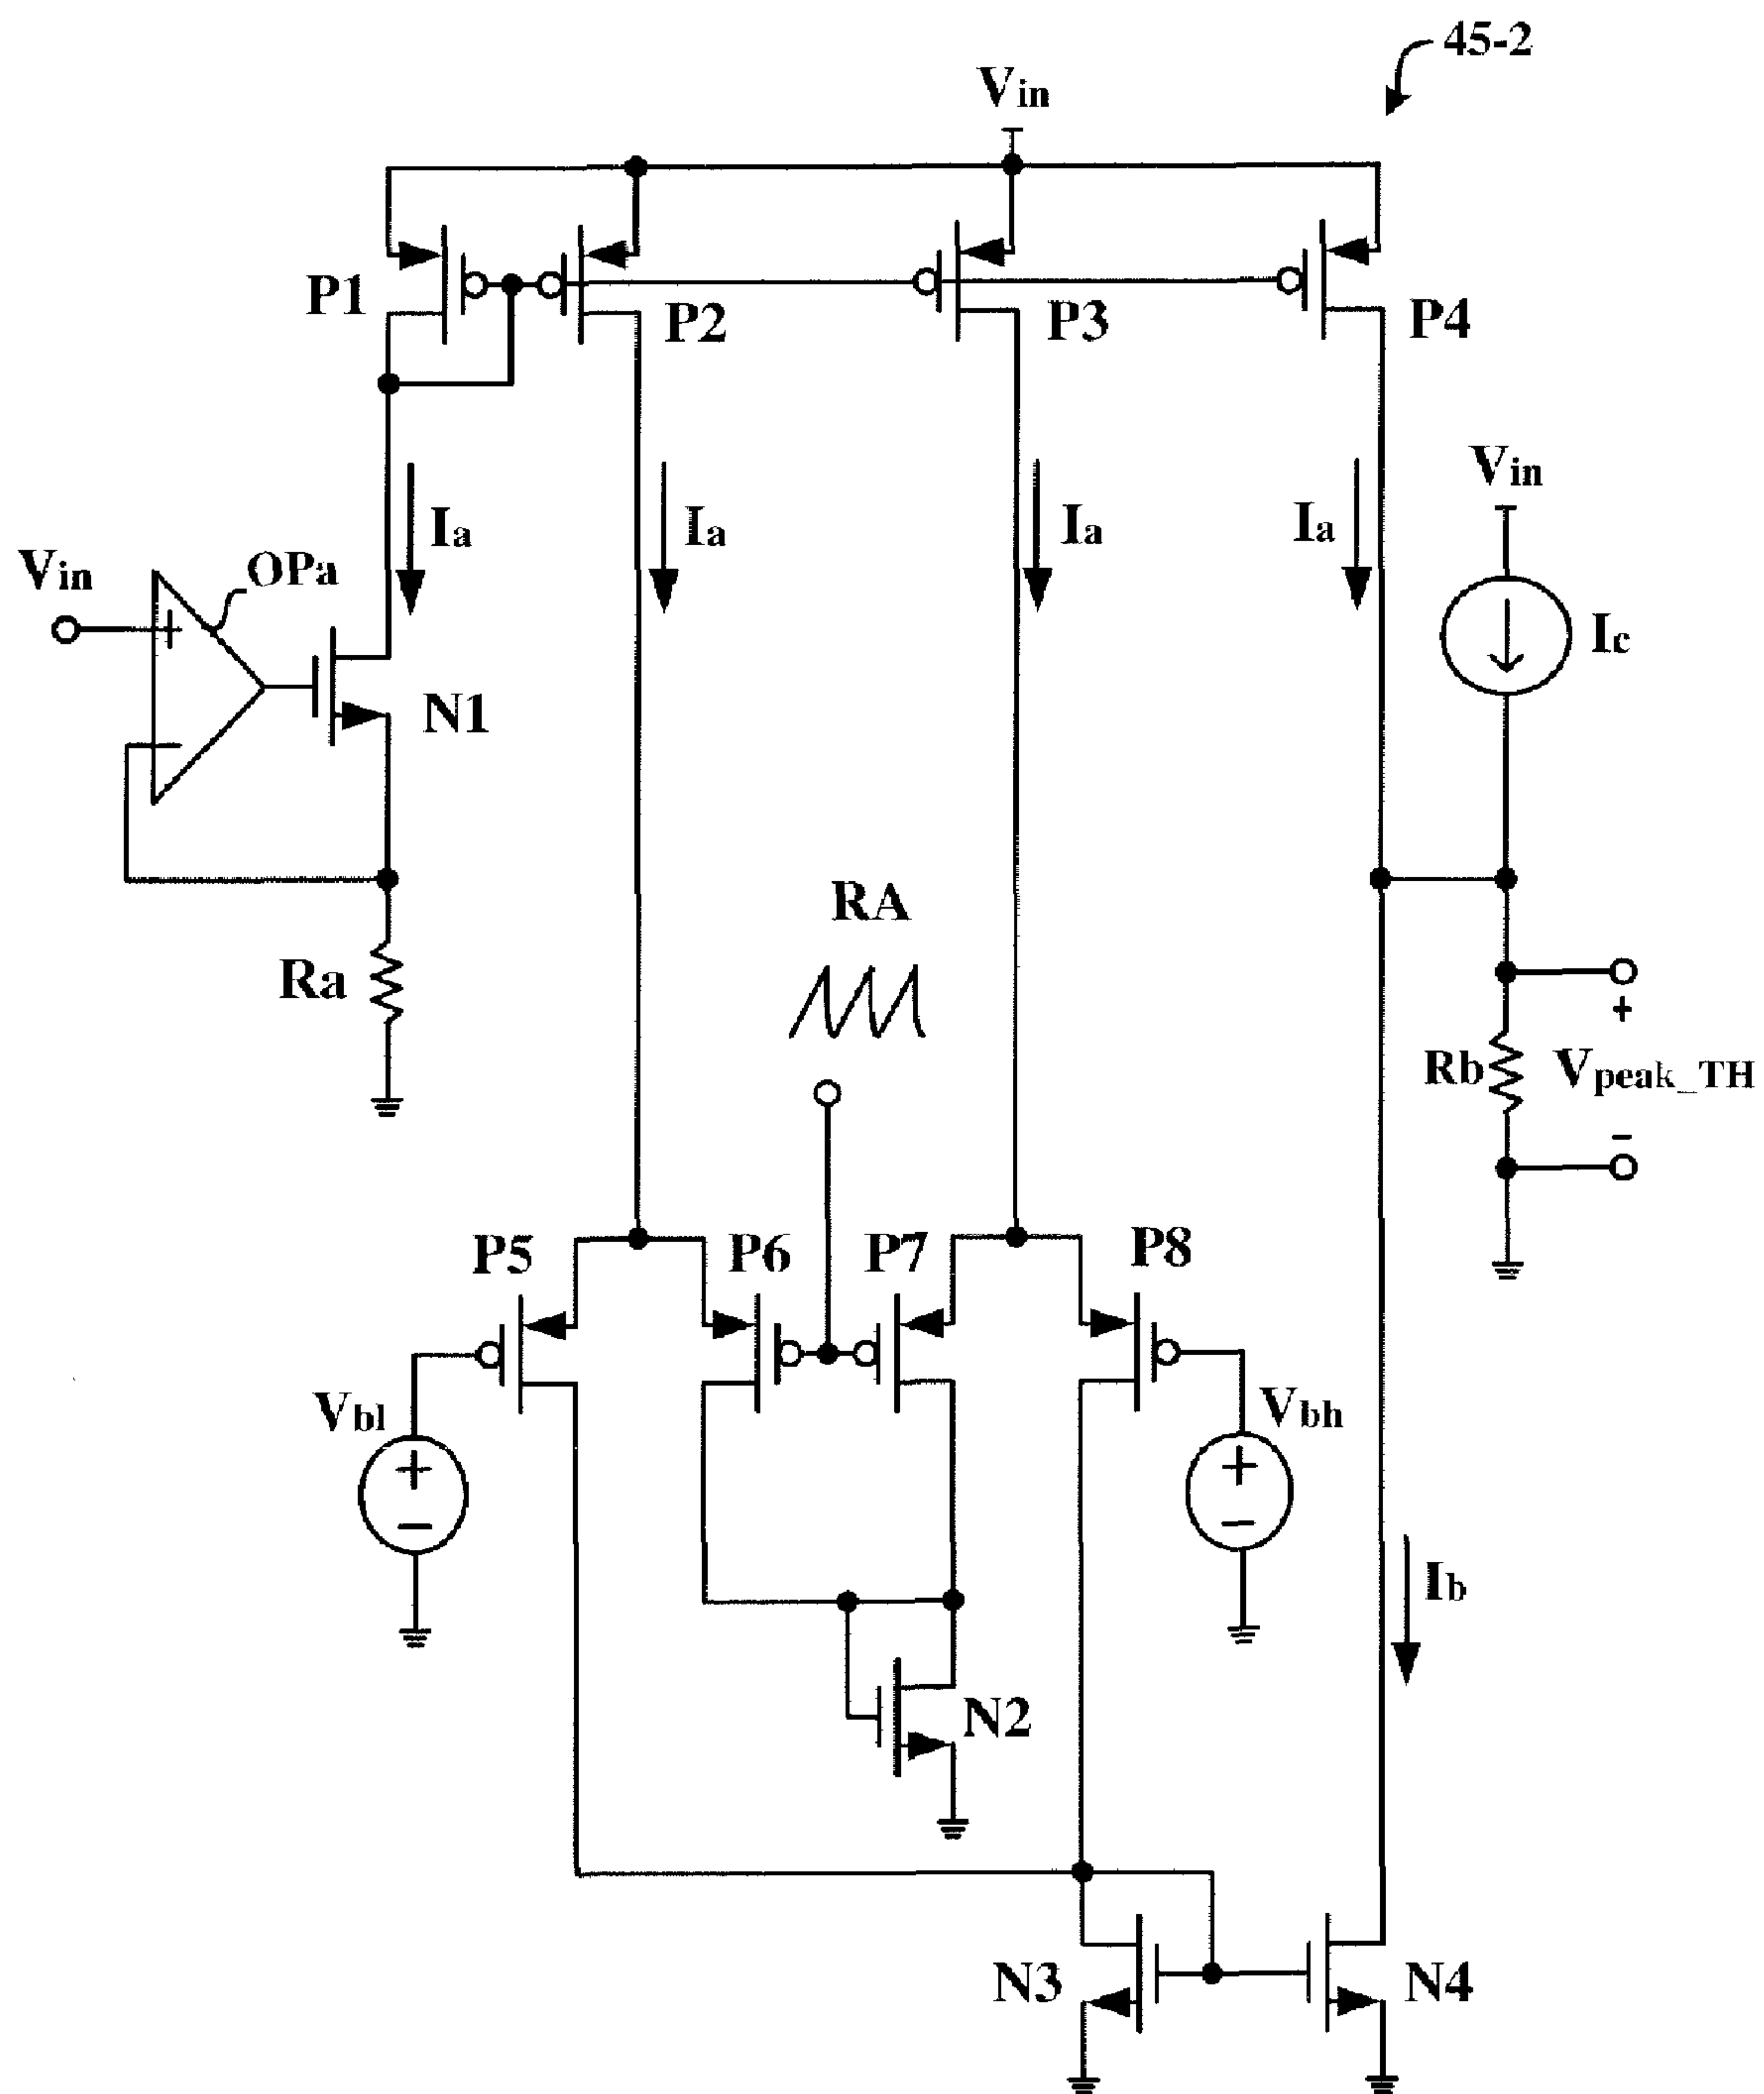 45-2
Vin
P1
P2
P3
P4
Ia
Ia
Ia
Ia
Vin
Vin
OPa
+
−
Ic
N1
RA
Ra
+
Rb
Vpeak_TH
−
P5
P6
P7
P8
Vbl
+
−
Vbh
+
−
Ib
N2
N3
N4